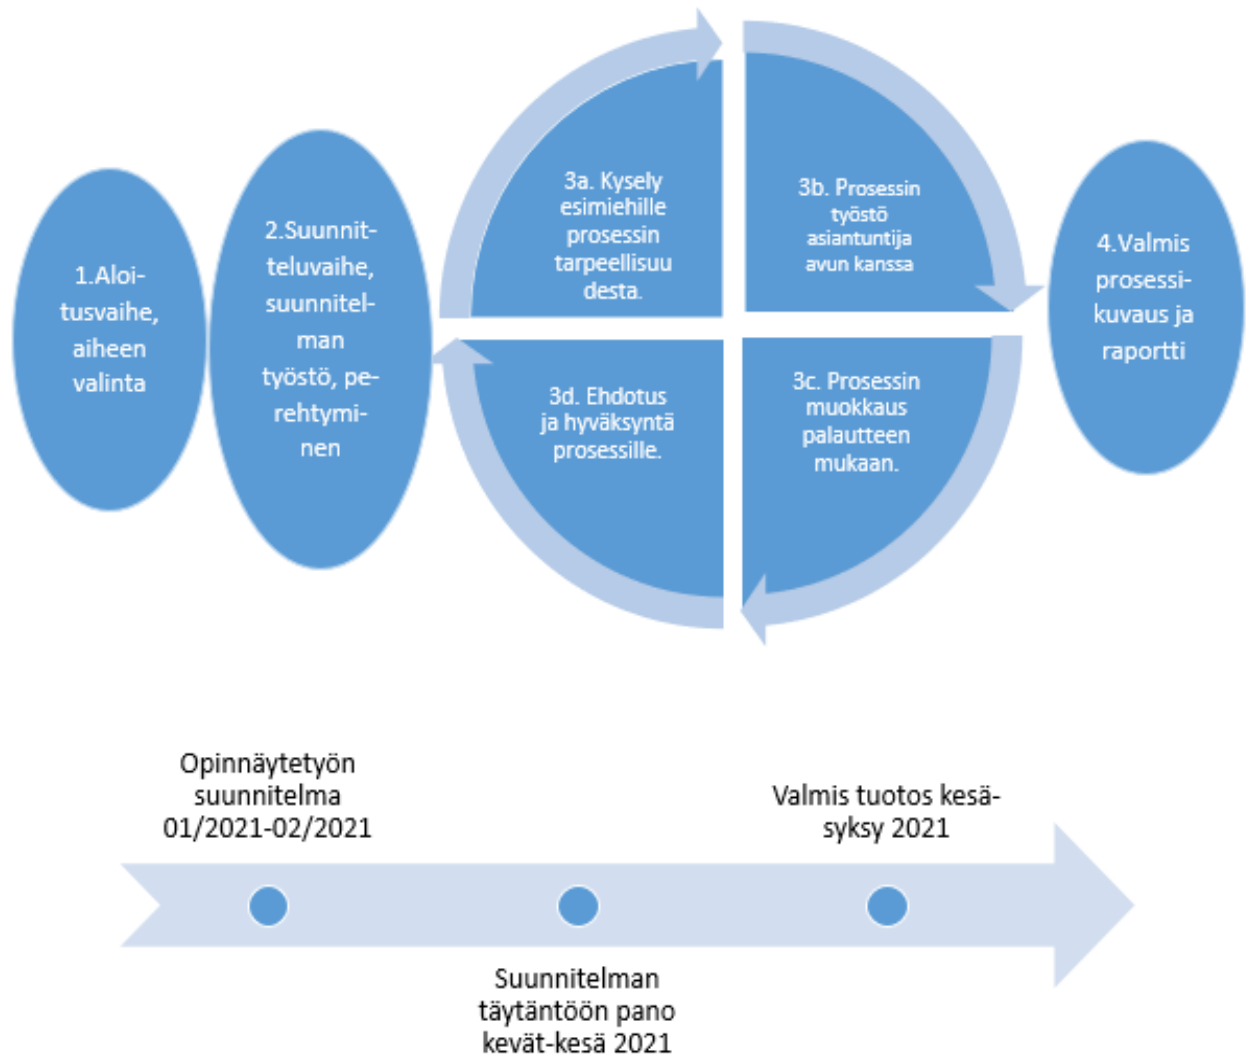 1.Aloi-
tusvaihe,
aiheen
valinta
2.Suunnit-
teluvaihe,
suunnitel-
man
työstö, pe-
rehtymi-
nen
3a. Kysely
esimiehille
prosessin
tarpeellisuu
desta.
3b. Prosessin
työstö
asiantuntija
avun kanssa
3c. Prosessin
muokkaus
palautteen
mukaan.
3d. Ehdotus
ja hyväksyntä
prosessille.
4.Valmis
prosessi-
kuvaus ja
raportti
Opinnäytetyön
suunnitelma
01/2021-02/2021
Suunnitelman
täytäntöön pano
kevät-kesä 2021
Valmis tuotos kesä-
syksy 2021